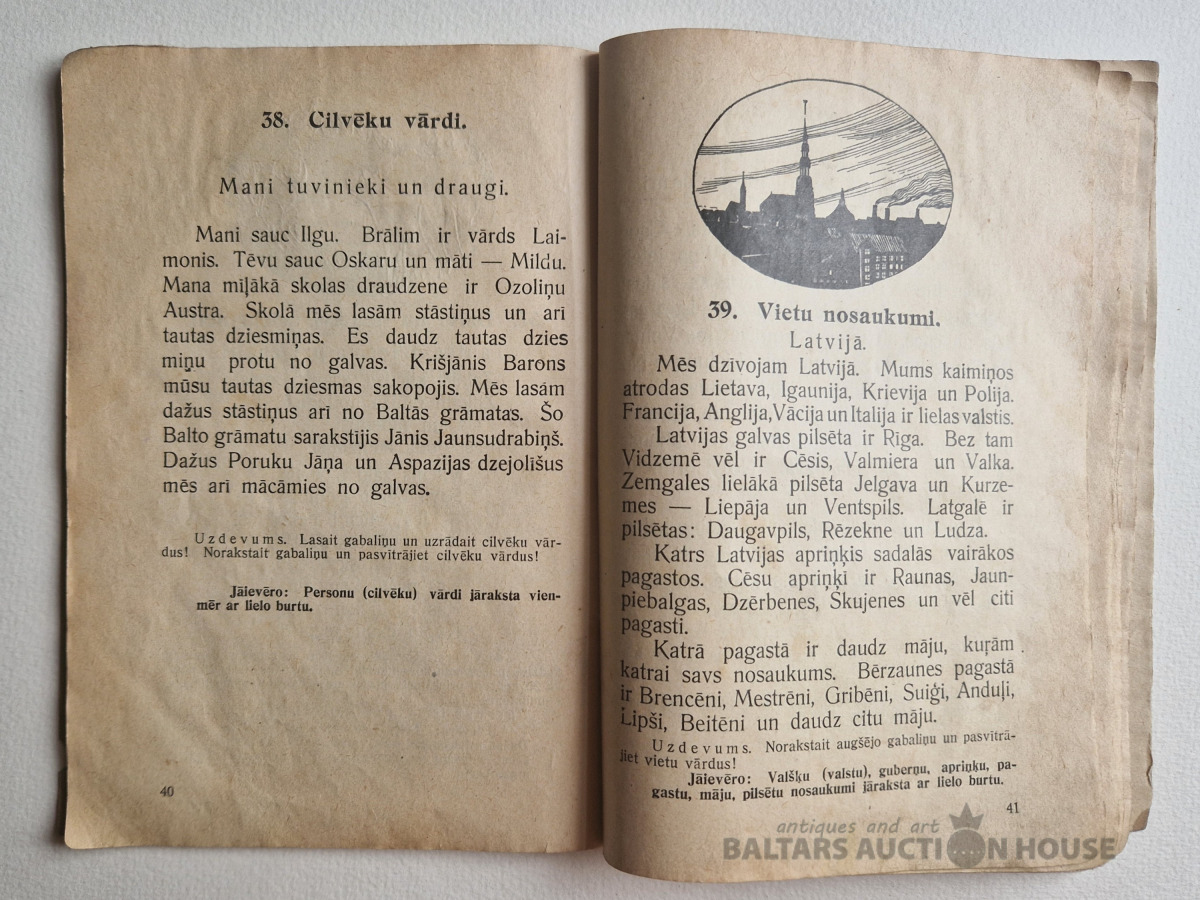 38. Cilvēku vārdi.
Mani tuvinieki un draugi.
Mani sauc Ilgu. Brālim ir vārds Lai-
monis. Tēvu sauc Oskaru un māti — Mildu.
Mana mīļākā skolas draudzene ir Ozoliņu
Austra. Skolā mēs lasām stāstiņus un arī
tautas dziesmiņas. Es daudz tautas dzies
miņu protu no galvas. Krišjānis Barons
mūsu tautas dziesmas sakopojis. Mēs lasām
dažus stāstiņus arī no Baltās grāmatas. Šo
Balto grāmatu sarakstījis Jānis Jaunsudrabiņš.
Dažus Poruku Jāņa un Aspazijas dzejolīšus
mēs arī mācāmies no galvas.
Uzdevums. Lasait gabaliņu un uzrādait cilvēku vār-
dus! Norakstait gabaliņu un pasvitrājiet cilvēku vārdus!
Jāievēro: Personu (cilvēku) vārdi jāraksta vien-
mēr ar lielo burtu.
40
39. Vietu nosaukumi.
Latvijā.
Mēs dzīvojam Latvijā. Mums kaimiņos
atrodas Lietava, Igaunija, Krievija un Polija.
Francija, Anglija, Vācija un Italija ir lielas valstis.
Latvijas galvas pilsēta ir Rīga. Bez tam
Vidzemē vēl ir Cēsis, Valmiera un Valka.
Zemgales lielākā pilsēta Jelgava un Kurze-
mes — Liepāja un Ventspils. Latgalē ir
pilsētas: Daugavpils, Rēzekne un Ludza.
Katrs Latvijas apriņķis sadalās vairākos
pagastos. Cēsu apriņķī ir Raunas, Jaun-
piebalgas, Dzērbenes, Skujenes un vēl citi
pagasti.
Katrā pagastā ir daudz māju, kuŗām
katrai savs nosaukums. Bērzaunes pagastā
ir Brencēni, Mestrēni, Gribēni, Suiģi, Anduļi,
Lipši, Beitēni un daudz citu māju.
Uzdevums. Norakstait augšējo gabaliņu un pasvitrā-
jiet vietu vārdus!
Jāievēro: Valšķu (valstu), guberņu, apriņķu, pa-
gastu, māju, pilsētu nosaukumi jāraksta ar lielo burtu.
41
antiques and art
BALTARS AUCTION HOUSE